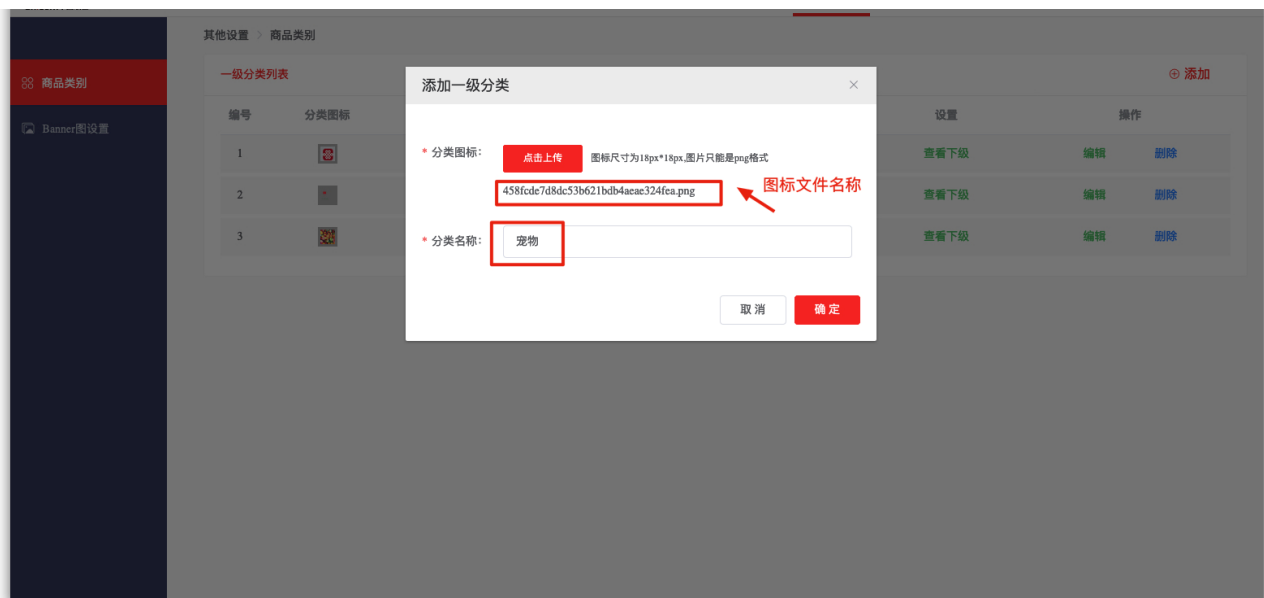 其他设置 > 商品类别
商品类别
Banner图设置
一级分类列表
添加
编号 分类图标 设置 操作
1 查看下级 编辑 删除
2 查看下级 编辑 删除
3 查看下级 编辑 删除
添加一级分类 ×
* 分类图标: 点击上传 图标尺寸为18px*18px,图片只能是png格式
458fcde7d8dc53b621bdb4aeae324fea.png
图标文件名称
* 分类名称: 宠物
取消 确定